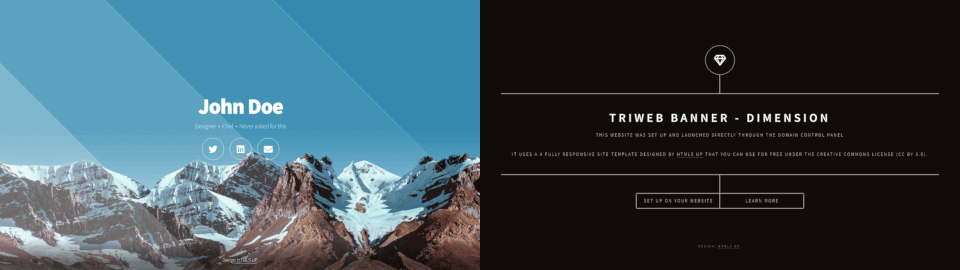 John Doe
Designer • Chef • Never asked for this
Design: HTML5 UP
TRIWEB BANNER - DIMENSION
THIS WEBSITE WAS SET UP AND LAUNCHED DIRECTLY THROUGH THE DOMAIN CONTROL PANEL
IT USES A A FULLY RESPONSIVE SITE TEMPLATE DESIGNED BY HTML5 UP THAT YOU CAN USE FOR FREE UNDER THE CREATIVE COMMONS LICENSE (CC BY 3.0).
SET UP ON YOUR WEBSITE
LEARN MORE
DESIGN: HTML5 UP